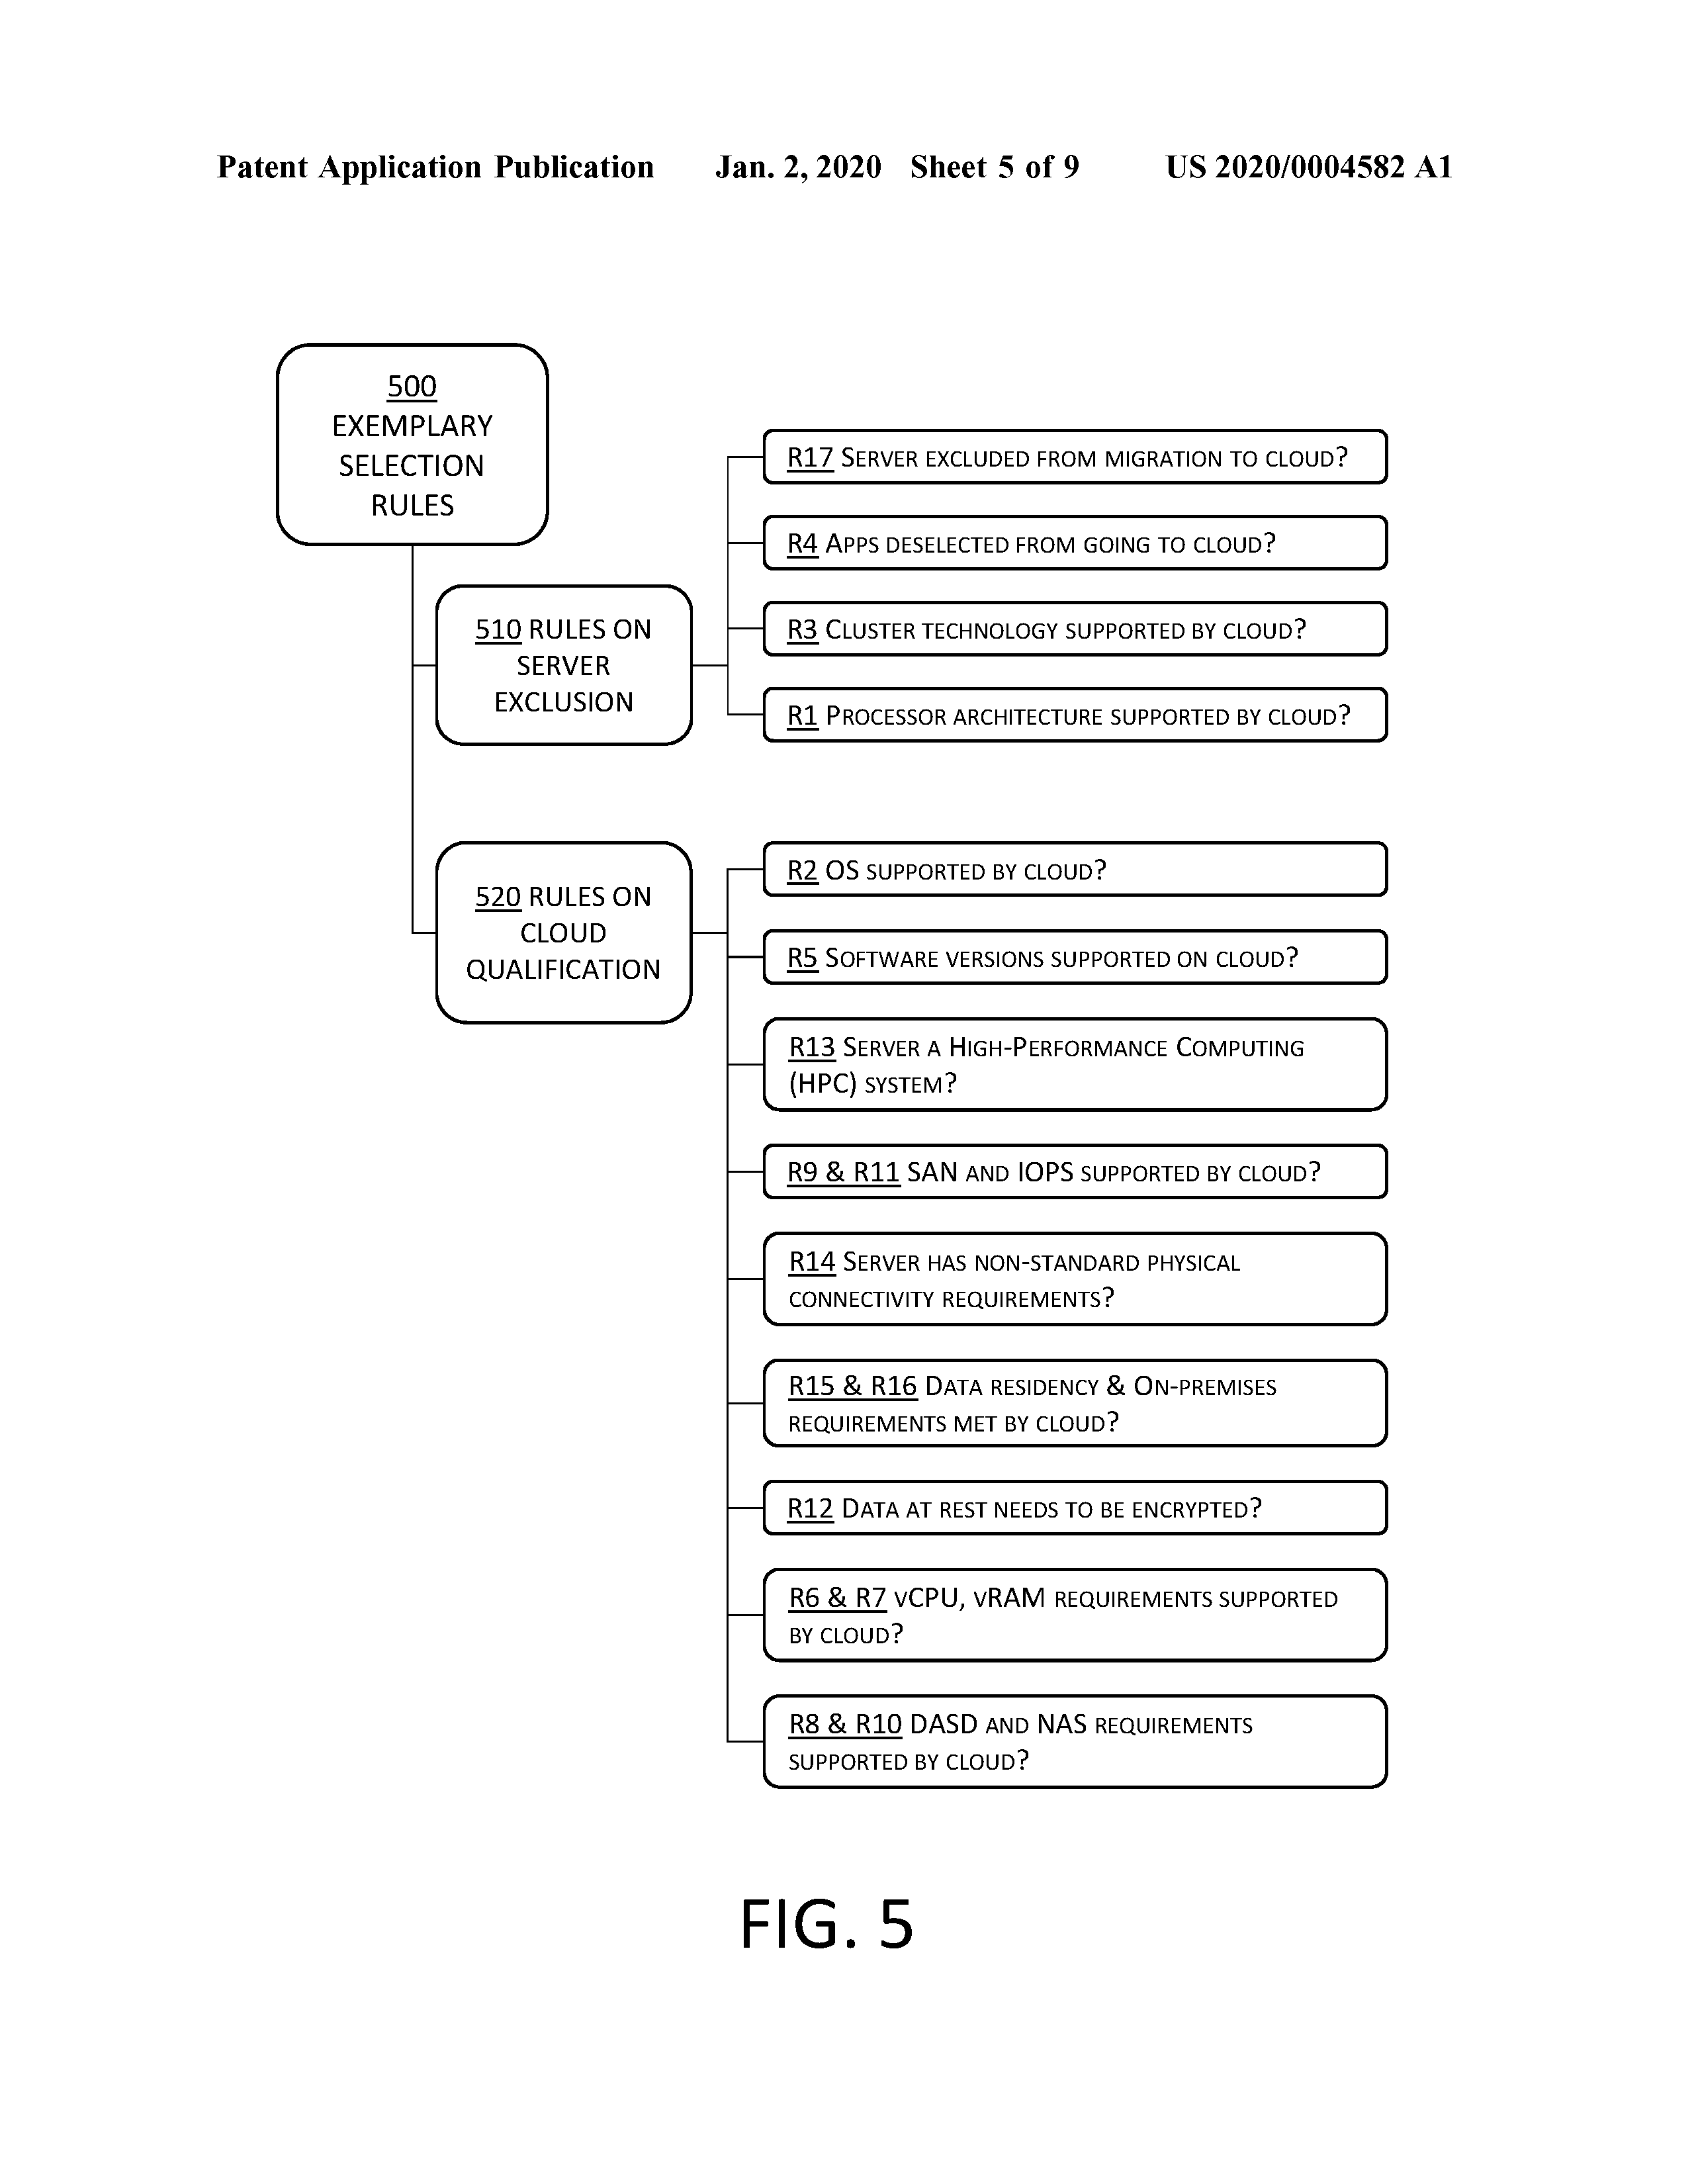 Patent Application Publication Jan. 2, 2020 Sheet 5 of 9 US 2020/0004582 A1
500
EXEMPLARY
SELECTION
RULES
510 RULES ON
SERVER
EXCLUSION
R17 SERVER EXCLUDED FROM MIGRATION TO CLOUD?
R4 APPS DESELECTED FROM GOING TO CLOUD?
R3 CLUSTER TECHNOLOGY SUPPORTED BY CLOUD?
R1 PROCESSOR ARCHITECTURE SUPPORTED BY CLOUD?
520 RULES ON
CLOUD
QUALIFICATION
R2 OS SUPPORTED BY CLOUD?
R5 SOFTWARE VERSIONS SUPPORTED ON CLOUD?
R13 SERVER A HIGH-PERFORMANCE COMPUTING
(HPC) SYSTEM?
R9 & R11 SAN AND IOPS SUPPORTED BY CLOUD?
R14 SERVER HAS NON-STANDARD PHYSICAL
CONNECTIVITY REQUIREMENTS?
R15 & R16 DATA RESIDENCY & ON-PREMISES
REQUIREMENTS MET BY CLOUD?
R12 DATA AT REST NEEDS TO BE ENCRYPTED?
R6 & R7 VCPU, VRAM REQUIREMENTS SUPPORTED
BY CLOUD?
R8 & R10 DASD AND NAS REQUIREMENTS
SUPPORTED BY CLOUD?
FIG. 5